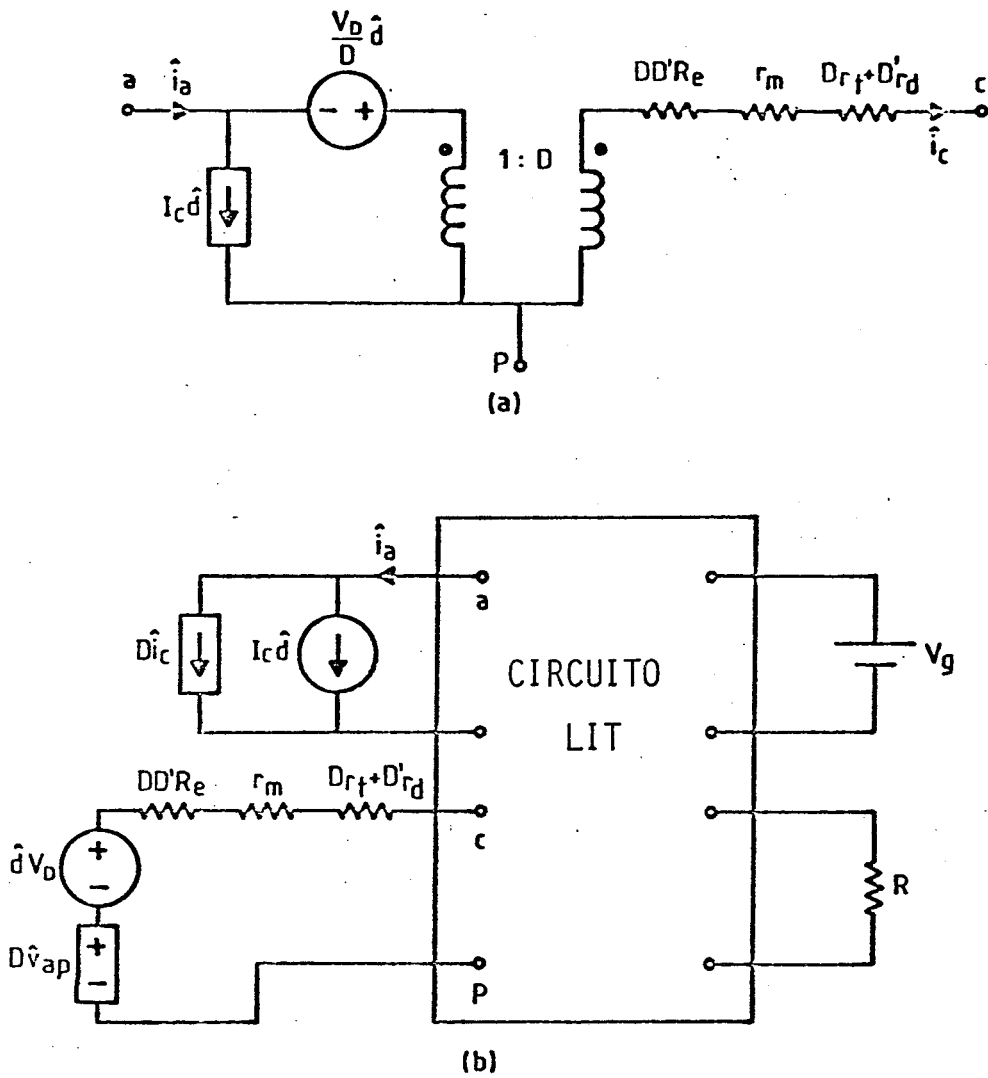 V_D/D d̂
a î_a
DD'R_e r_m Dr_t+D'r_d c
î_c
1 : D
I_c d̂
P
(a)
î_a
a
Dî_c I_c d̂
CIRCUITO
LIT
V_g
DD'R_e r_m Dr_t+D'r_d
c
d̂ V_D
R
Dv̂_ap
P
(b)